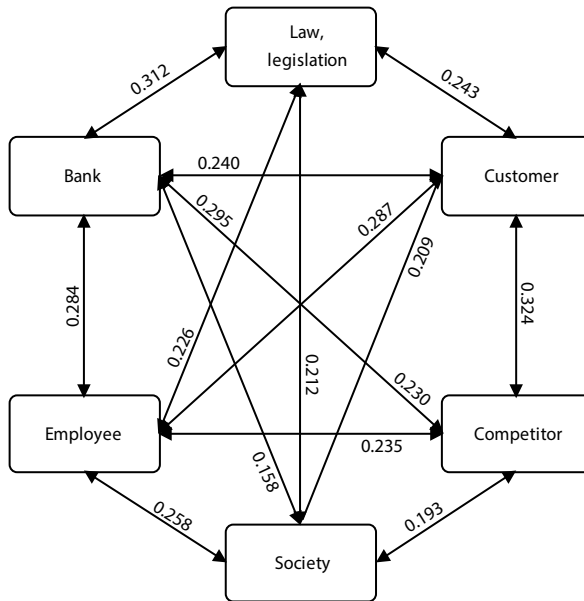 Law,
legislation
0.312
0.243
Bank
0.240
Customer
0.295
0.287
0.209
0.284
0.324
0.226
0.212
0.230
Employee
0.235
Competitor
0.158
0.258
0.193
Society